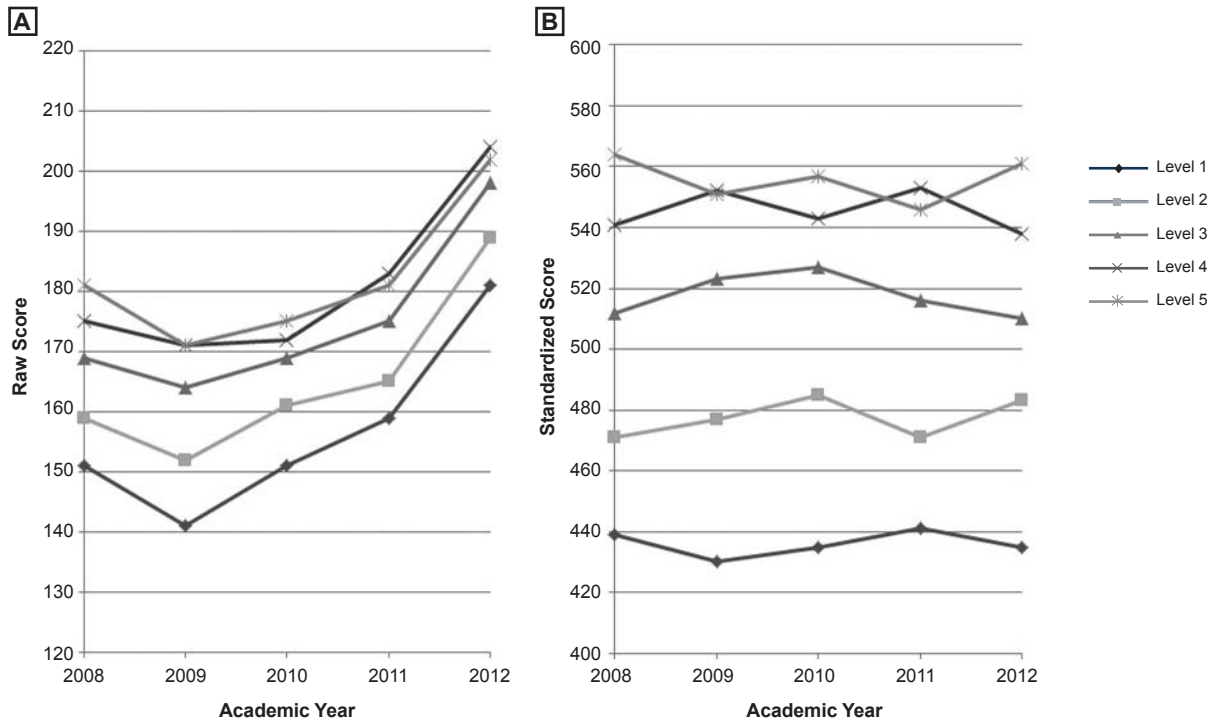 A
220
210
200
190
180
170
160
150
140
130
120
Raw Score
2008 2009 2010 2011 2012
Academic Year
B
600
580
560
540
520
500
480
460
440
420
400
Standardized Score
2008 2009 2010 2011 2012
Academic Year
Level 1
Level 2
Level 3
Level 4
Level 5